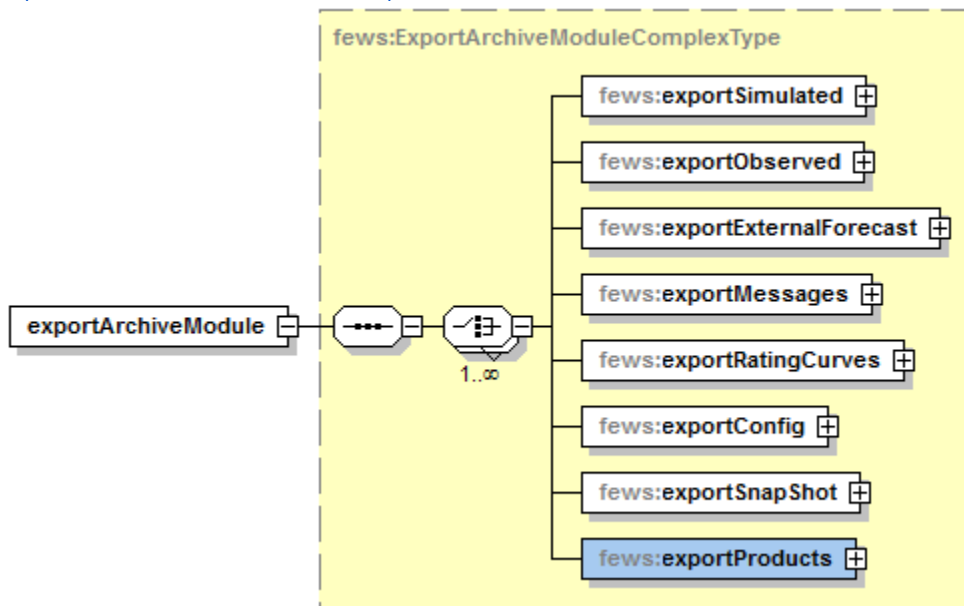 fews:ExportArchiveModuleComplexType
fews:exportSimulated
fews:exportObserved
fews:exportExternalForecast
fews:exportMessages
exportArchiveModule
1..∞
fews:exportRatingCurves
fews:exportConfig
fews:exportSnapShot
fews:exportProducts